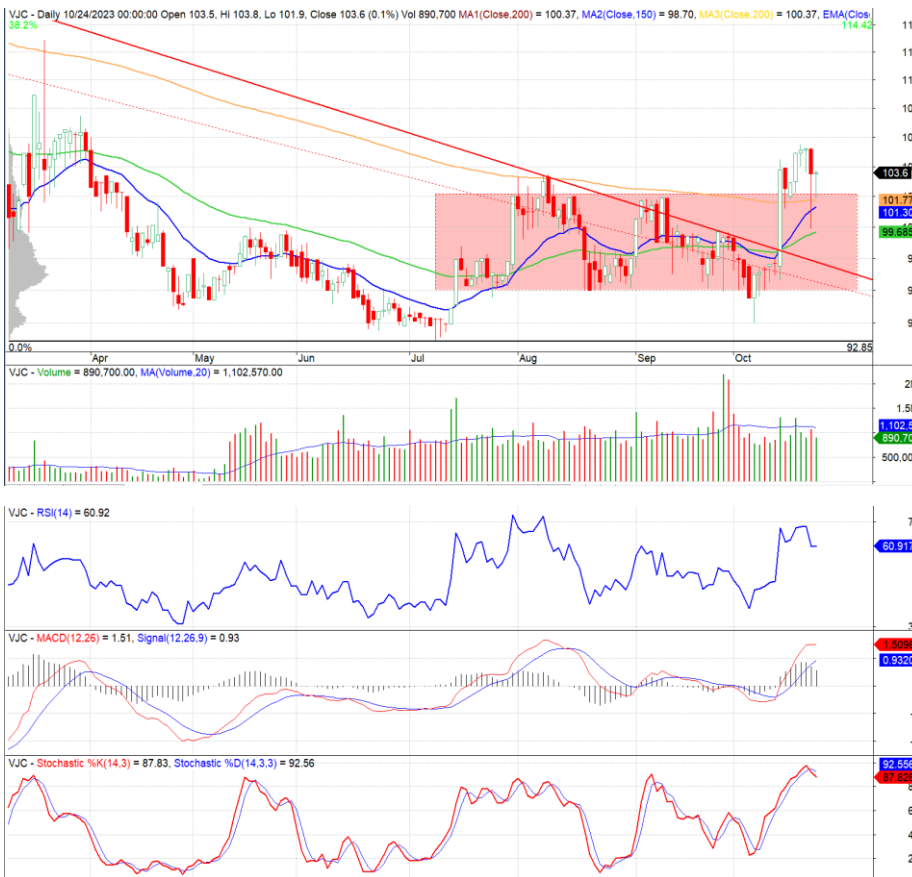 VJC - Daily 10/24/2023 00:00:00 Open 103.5, Hi 103.8, Lo 101.9, Close 103.6 (0.1%) Vol 890,700 MA1(Close,200) = 100.37, MA2(Close,150) = 98.70, MA3(Close,200) = 100.37, EMA(Clos
38.2%
114.42
103.6
101.77
101.30
99.685
0.0%
92.85
Apr May Jun Jul Aug Sep Oct
VJC - Volume = 890,700.00, MA(Volume,20) = 1,102,570.00
1,102,5
890,70
500,00
VJC - RSI(14) = 60.92
60.917
VJC - MACD(12,26) = 1.51, Signal(12,26,9) = 0.93
0.9320
VJC - Stochastic %K(14,3) = 87.83, Stochastic %D(14,3,3) = 92.56
92.556
87.826